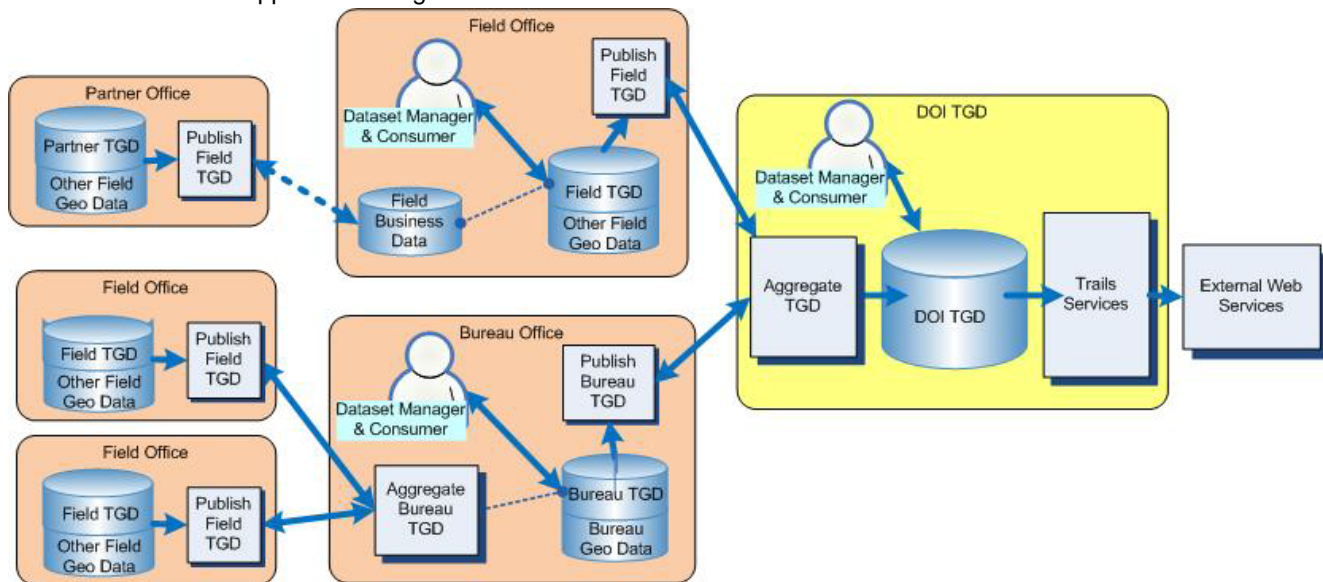 Partner Office
Partner TGD
Other Field
Geo Data
Publish
Field
TGD
Field Office
Dataset Manager
& Consumer
Publish
Field
TGD
Field
Business
Data
Field TGD
Other Field
Geo Data
Field Office
Field TGD
Other Field
Geo Data
Publish
Field
TGD
Field Office
Field TGD
Other Field
Geo Data
Publish
Field
TGD
Bureau Office
Dataset Manager
& Consumer
Publish
Bureau
TGD
Aggregate
Bureau
TGD
Bureau TGD
Bureau
Geo Data
DOI TGD
Dataset Manager
& Consumer
Aggregate
TGD
DOI TGD
Trails
Services
External Web
Services